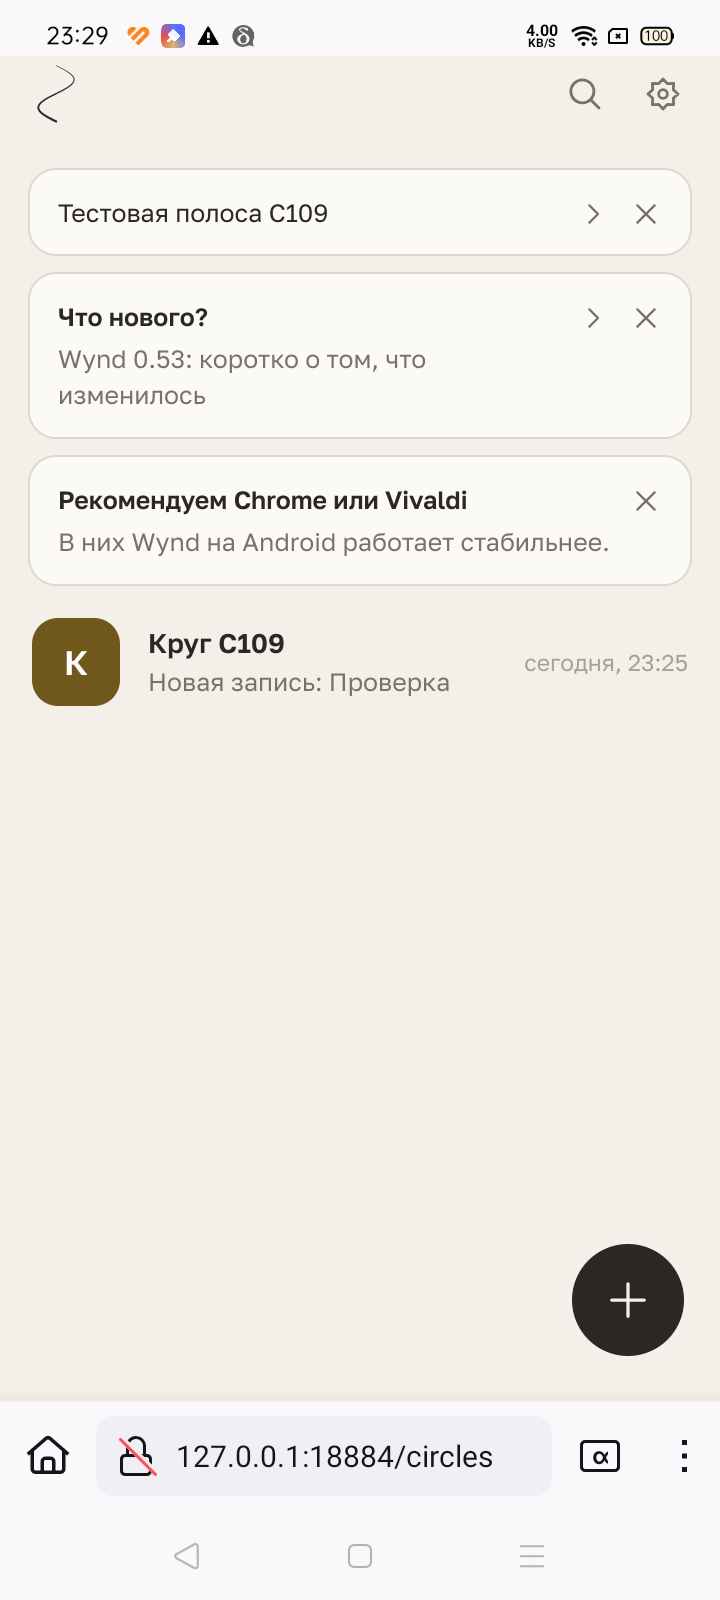 23:29
4.00
KB/S
100
Тестовая полоса C109
Что нового?
Wynd 0.53: коротко о том, что
изменилось
Рекомендуем Chrome или Vivaldi
В них Wynd на Android работает стабильнее.
К
Круг C109
Новая запись: Проверка
сегодня, 23:25
127.0.0.1:18884/circles
α